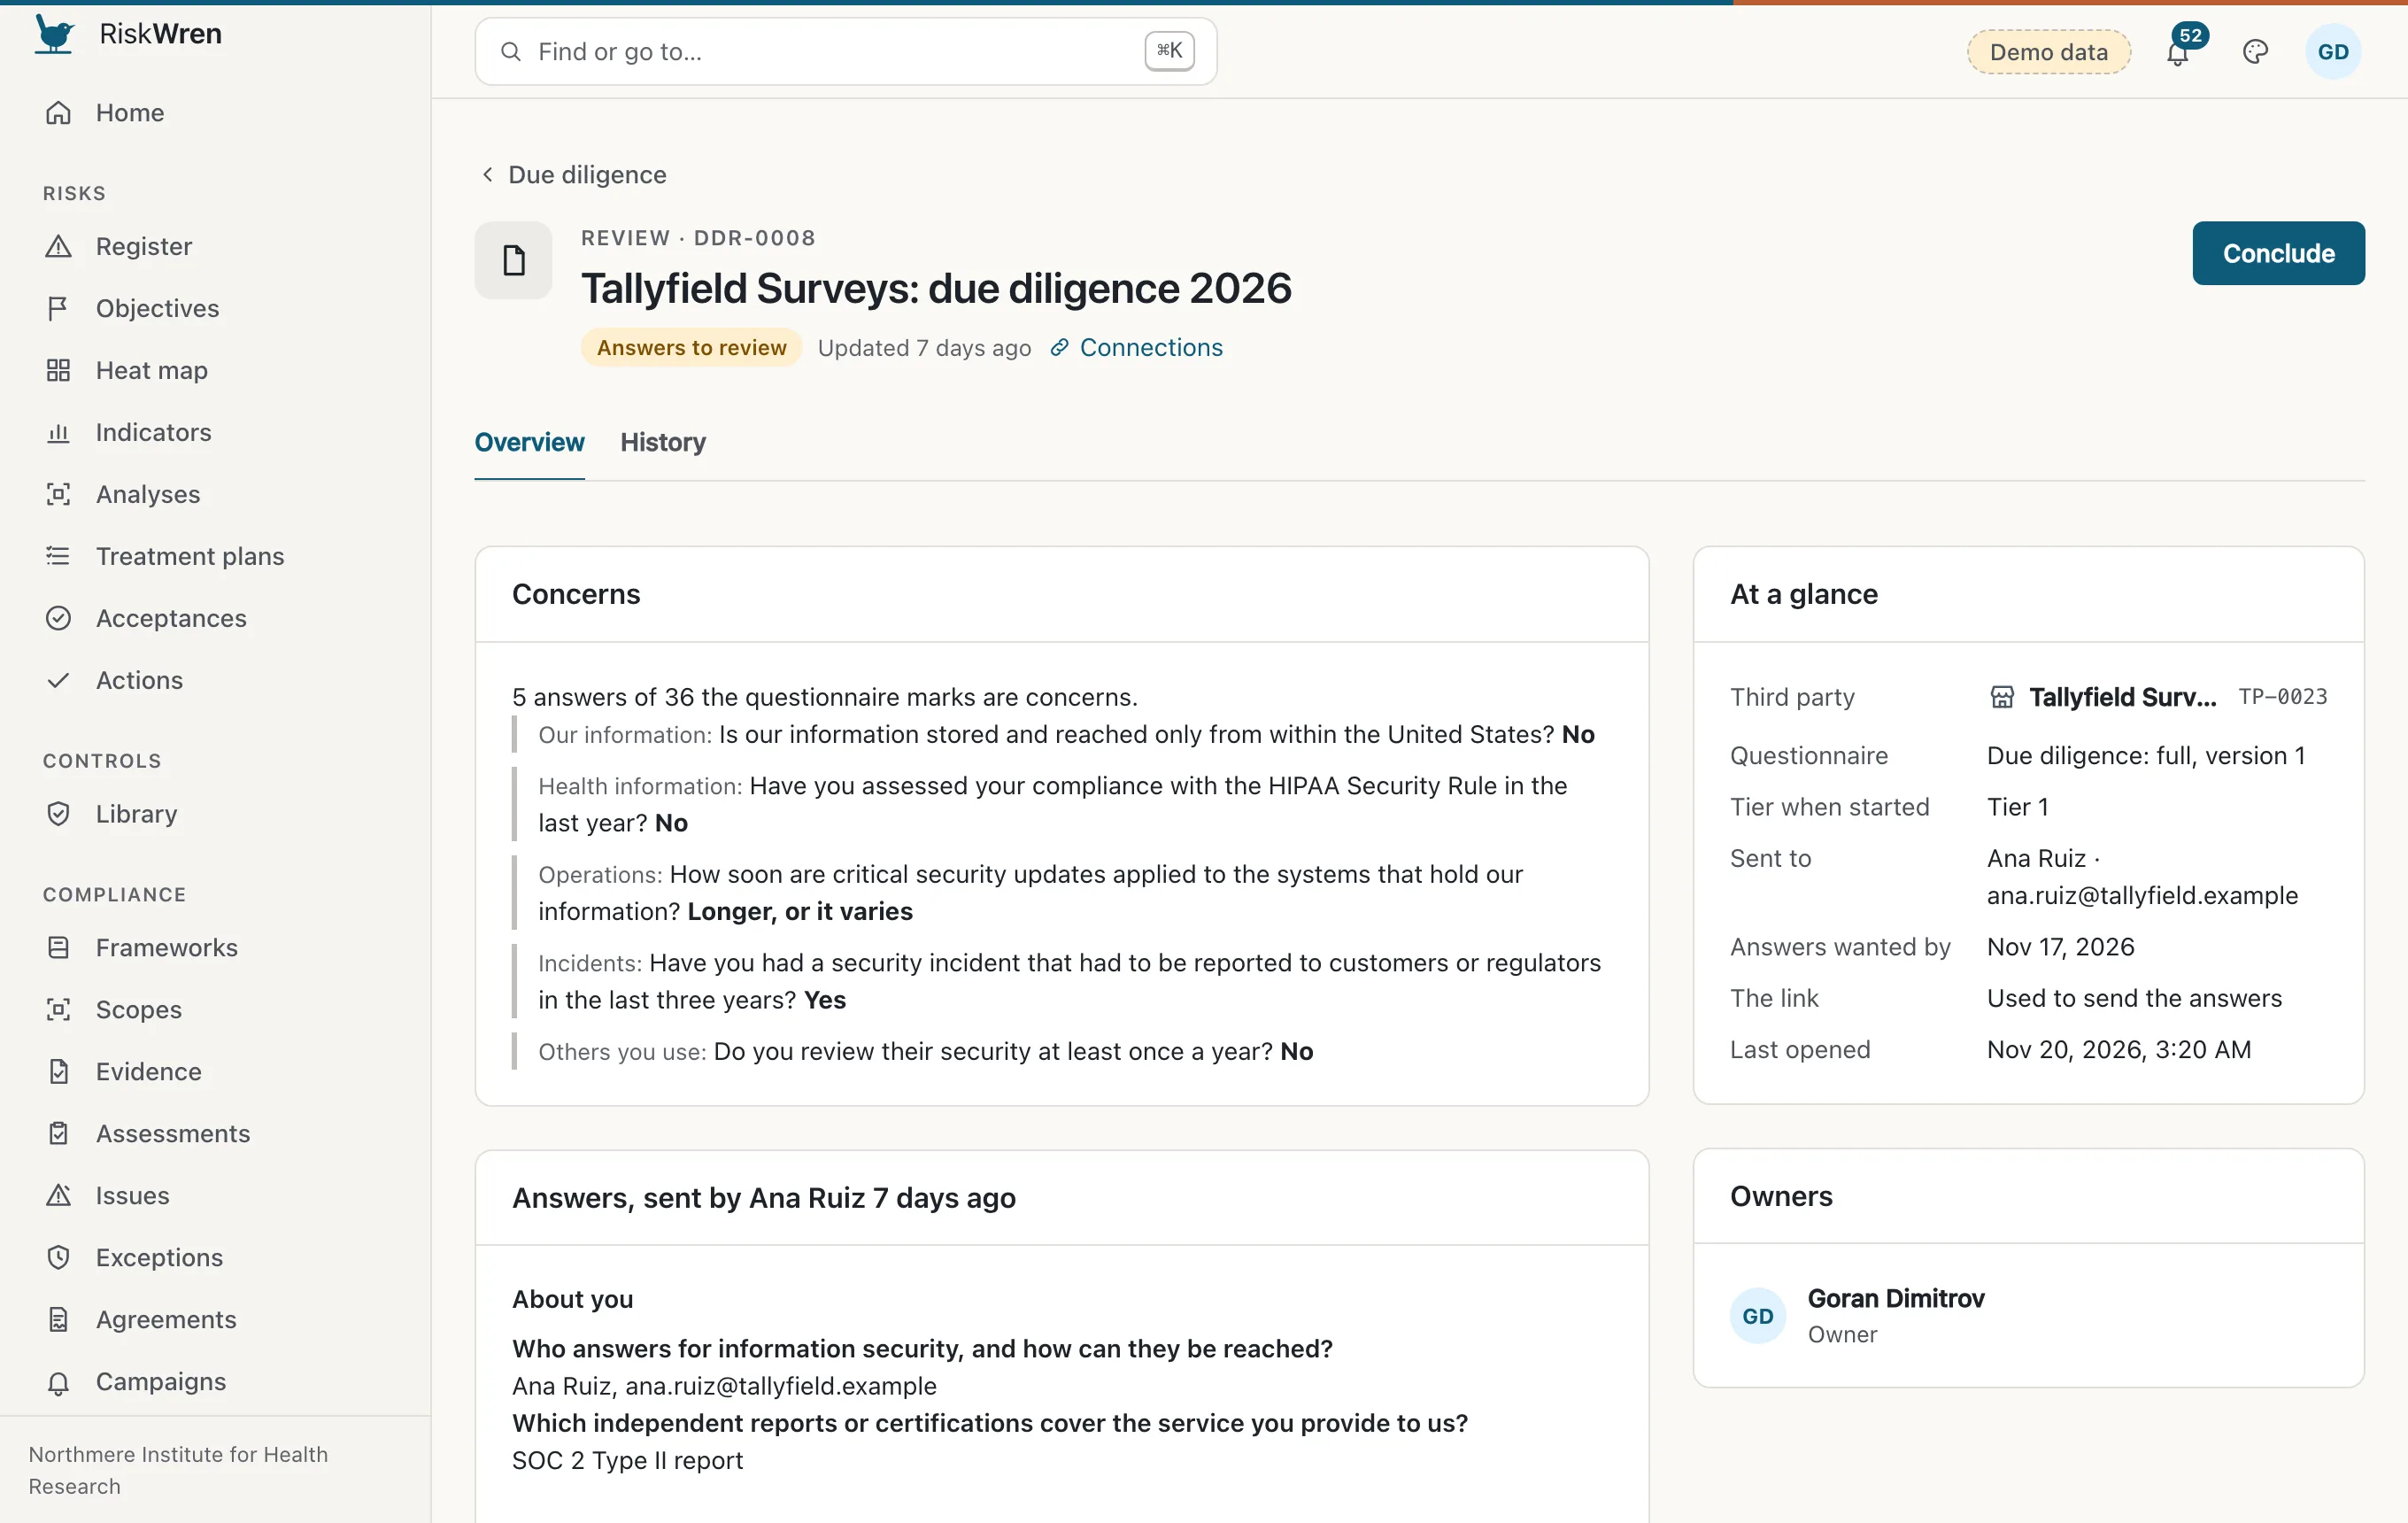 RiskWren
Find or go to...
⌘K
Demo data
52
GD
Home
RISKS
Register
Objectives
Heat map
Indicators
Analyses
Treatment plans
Acceptances
Actions
CONTROLS
Library
COMPLIANCE
Frameworks
Scopes
Evidence
Assessments
Issues
Exceptions
Agreements
Campaigns
Northmere Institute for Health
Research
Due diligence
REVIEW · DDR-0008
Tallyfield Surveys: due diligence 2026
Answers to review
Updated 7 days ago
Connections
Conclude
Overview
History
Concerns
5 answers of 36 the questionnaire marks are concerns.
Our information: Is our information stored and reached only from within the United States? No
Health information: Have you assessed your compliance with the HIPAA Security Rule in the
last year? No
Operations: How soon are critical security updates applied to the systems that hold our
information? Longer, or it varies
Incidents: Have you had a security incident that had to be reported to customers or regulators
in the last three years? Yes
Others you use: Do you review their security at least once a year? No
Answers, sent by Ana Ruiz 7 days ago
About you
Who answers for information security, and how can they be reached?
Ana Ruiz, ana.ruiz@tallyfield.example
Which independent reports or certifications cover the service you provide to us?
SOC 2 Type II report
At a glance
Third party Tallyfield Surv... TP-0023
Questionnaire Due diligence: full, version 1
Tier when started Tier 1
Sent to Ana Ruiz ·
ana.ruiz@tallyfield.example
Answers wanted by Nov 17, 2026
The link Used to send the answers
Last opened Nov 20, 2026, 3:20 AM
Owners
GD
Goran Dimitrov
Owner